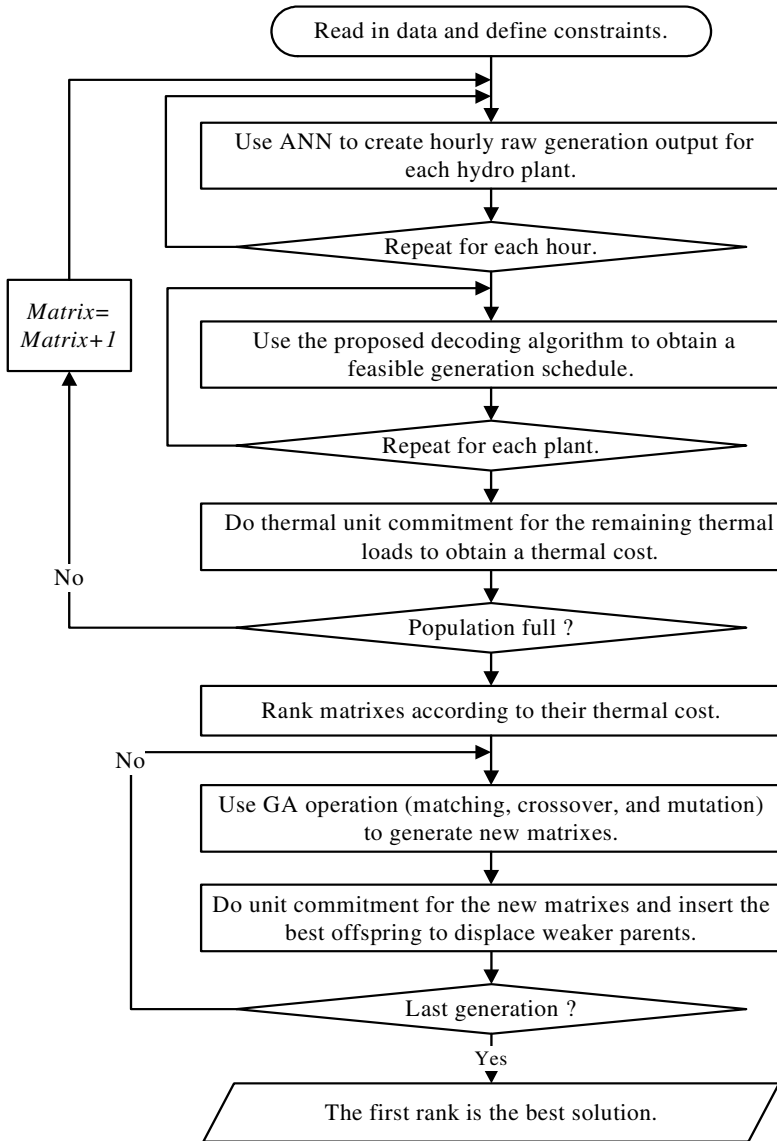 Read in data and define constraints.
Use ANN to create hourly raw generation output for
each hydro plant.
Repeat for each hour.
Matrix=
Matrix+1
Use the proposed decoding algorithm to obtain a
feasible generation schedule.
Repeat for each plant.
Do thermal unit commitment for the remaining thermal
loads to obtain a thermal cost.
No
Population full ?
Rank matrixes according to their thermal cost.
No
Use GA operation (matching, crossover, and mutation)
to generate new matrixes.
Do unit commitment for the new matrixes and insert the
best offspring to displace weaker parents.
Last generation ?
Yes
The first rank is the best solution.